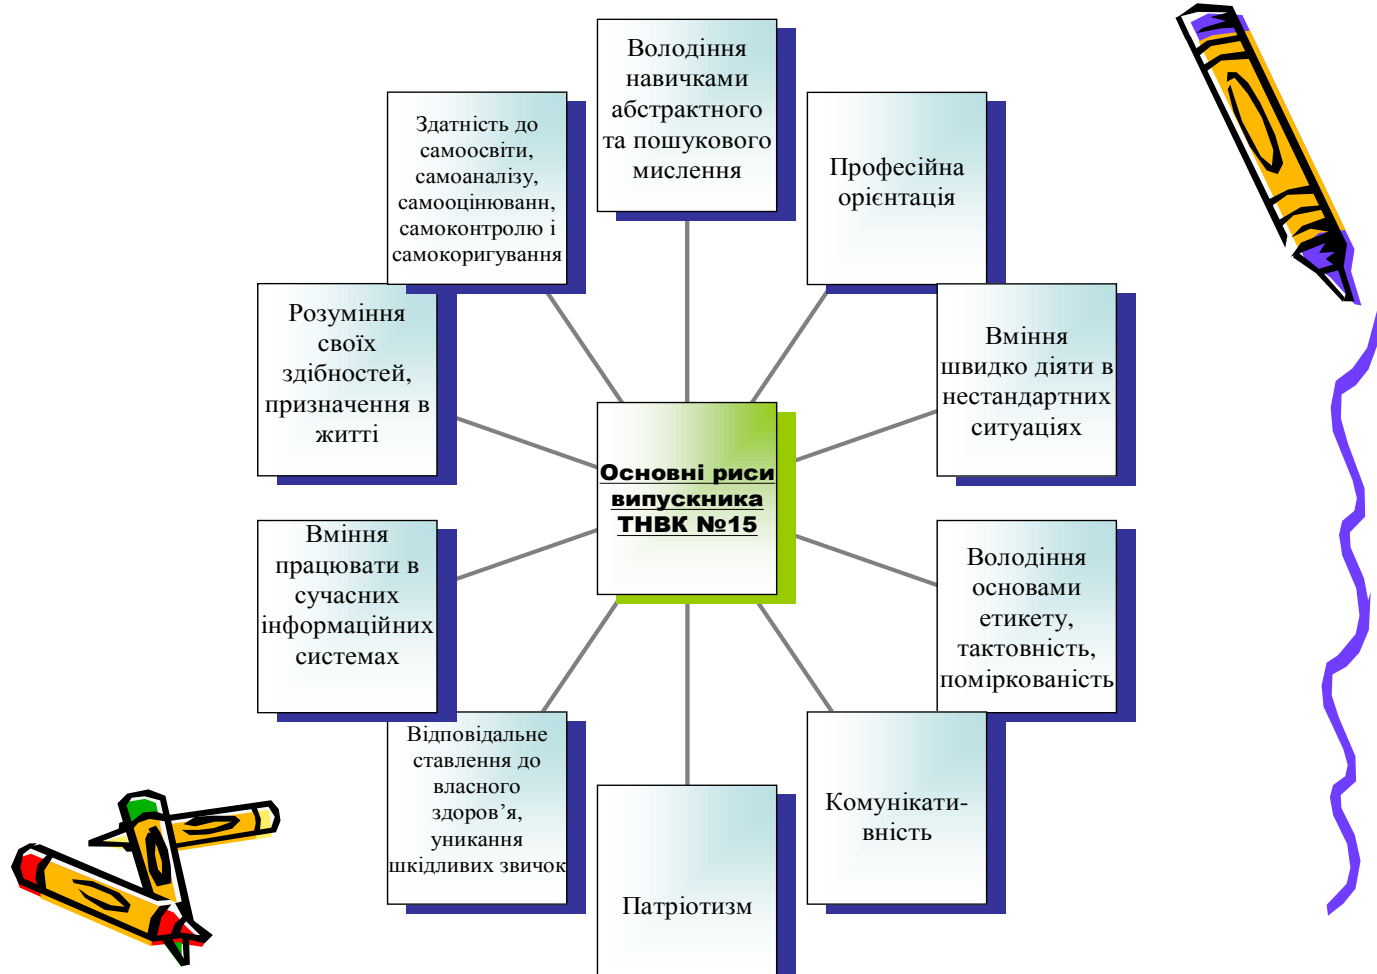 Володіння
навичками
абстрактного
та пошукового
мислення
Професійна
орієнтація
Вміння
швидко діяти в
нестандартних
ситуаціях
Володіння
основами
етикету,
тактовність,
поміркованість
Комунікати-
вність
Патріотизм
Відповідальне
ставлення до
власного
здоров’я,
уникання
шкідливих звичок
Вміння
працювати в
сучасних
інформаційних
системах
Розуміння
своїх
здібностей,
призначення в
житті
Здатність до
самоосвіти,
самоаналізу,
самооцінюванн,
самоконтролю і
самокоригування
Основні риси
випускника
ТНВК №15